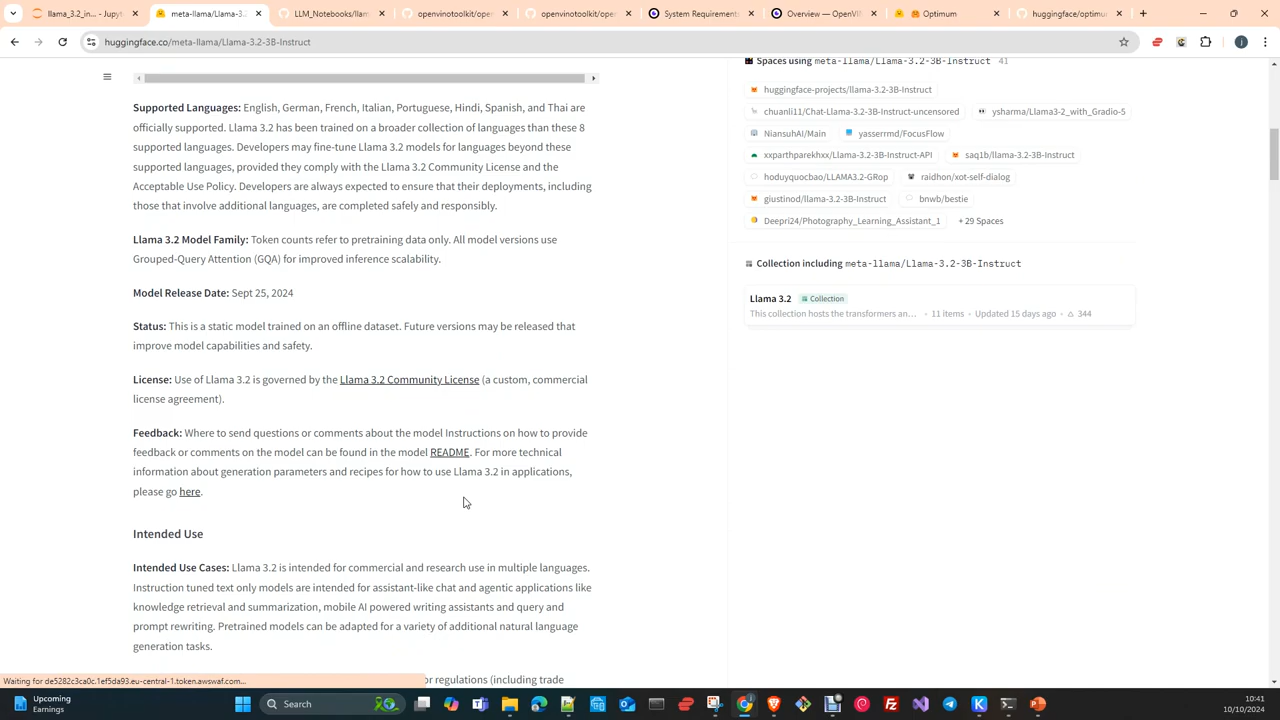 llama_3.2_in... - Jupyt
meta-llama/Llama-3.2-3
LLM_Notebooks/llam
openvinotoolkit/open
openvinotoolkit/open
System Requirements
Overview — OpenVIN
Optimum
huggingface/optimu
huggingface.co/meta-llama/Llama-3.2-3B-Instruct
Supported Languages: English, German, French, Italian, Portuguese, Hindi, Spanish, and Thai are
officially supported. Llama 3.2 has been trained on a broader collection of languages than these 8
supported languages. Developers may fine-tune Llama 3.2 models for languages beyond these
supported languages, provided they comply with the Llama 3.2 Community License and the
Acceptable Use Policy. Developers are always expected to ensure that their deployments, including
those that involve additional languages, are completed safely and responsibly.
Llama 3.2 Model Family: Token counts refer to pretraining data only. All model versions use
Grouped-Query Attention (GQA) for improved inference scalability.
Model Release Date: Sept 25, 2024
Status: This is a static model trained on an offline dataset. Future versions may be released that
improve model capabilities and safety.
License: Use of Llama 3.2 is governed by the Llama 3.2 Community License (a custom, commercial
license agreement).
Feedback: Where to send questions or comments about the model Instructions on how to provide
feedback or comments on the model can be found in the model README. For more technical
information about generation parameters and recipes for how to use Llama 3.2 in applications,
please go here.
Intended Use
Intended Use Cases: Llama 3.2 is intended for commercial and research use in multiple languages.
Instruction tuned text only models are intended for assistant-like chat and agentic applications like
knowledge retrieval and summarization, mobile AI powered writing assistants and query and
prompt rewriting. Pretrained models can be adapted for a variety of additional natural language
generation tasks.
or regulations (including trade
Spaces using meta-llama/Llama-3.2-3B-Instruct 41
huggingface-projects/llama-3.2-3B-Instruct
chuanli11/Chat-Llama-3.2-3B-Instruct-uncensored
ysharma/Llama3-2_with_Gradio-5
NiansuhAI/Main
yasserrmd/FocusFlow
xxparthparekhxx/Llama-3.2-3B-Instruct-API
saq1b/llama-3.2-3B-Instruct
hoduyquocbao/LLAMA3.2-GRop
raidhon/xot-self-dialog
giustinod/llama-3.2-3B-Instruct
bnwb/bestie
Deepri24/Photography_Learning_Assistant_1
+ 29 Spaces
Collection including meta-llama/Llama-3.2-3B-Instruct
Llama 3.2 Collection
This collection hosts the transformers an... • 11 items • Updated 15 days ago • 344
Waiting for de5282c3ca0c.1ef5da93.eu-central-1.token.awswaf.com...
Upcoming
Earnings
Search
10:41
10/10/2024